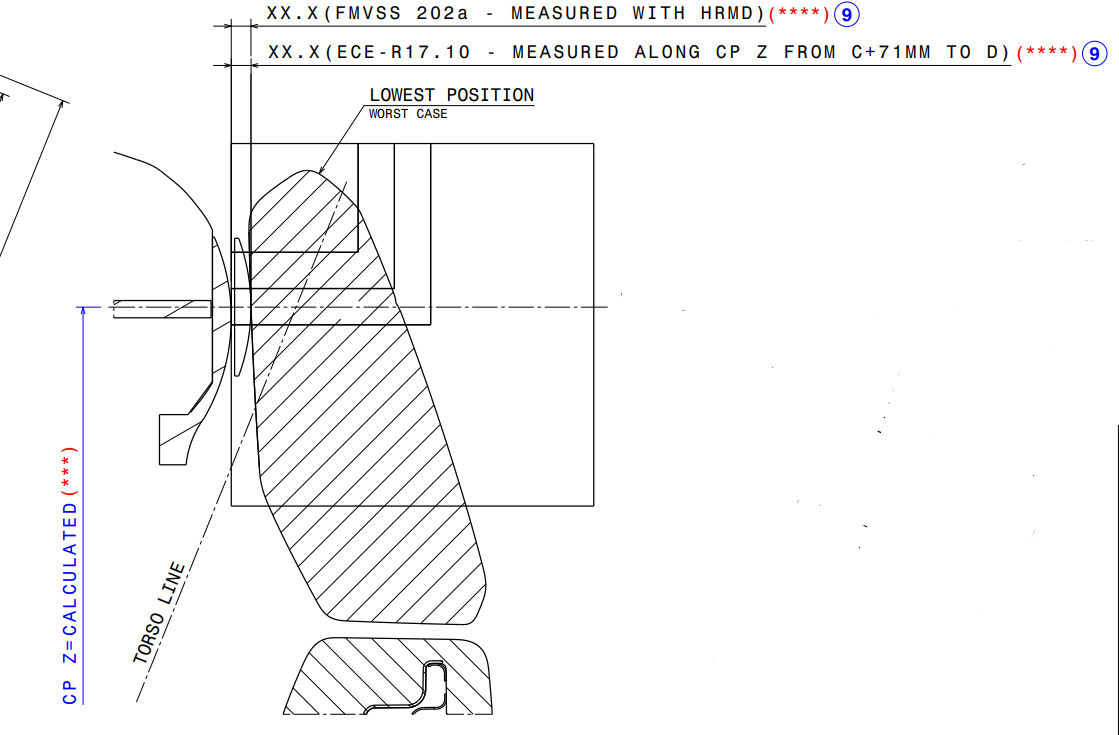 XX.X(FMVSS 202a - MEASURED WITH HRMD)(****) 9
XX.X(ECE-R17.10 - MEASURED ALONG CP Z FROM C+71MM TO D)(****) 9
LOWEST POSITION
WORST CASE
CP Z=CALCULATED(***)
TORSO LINE